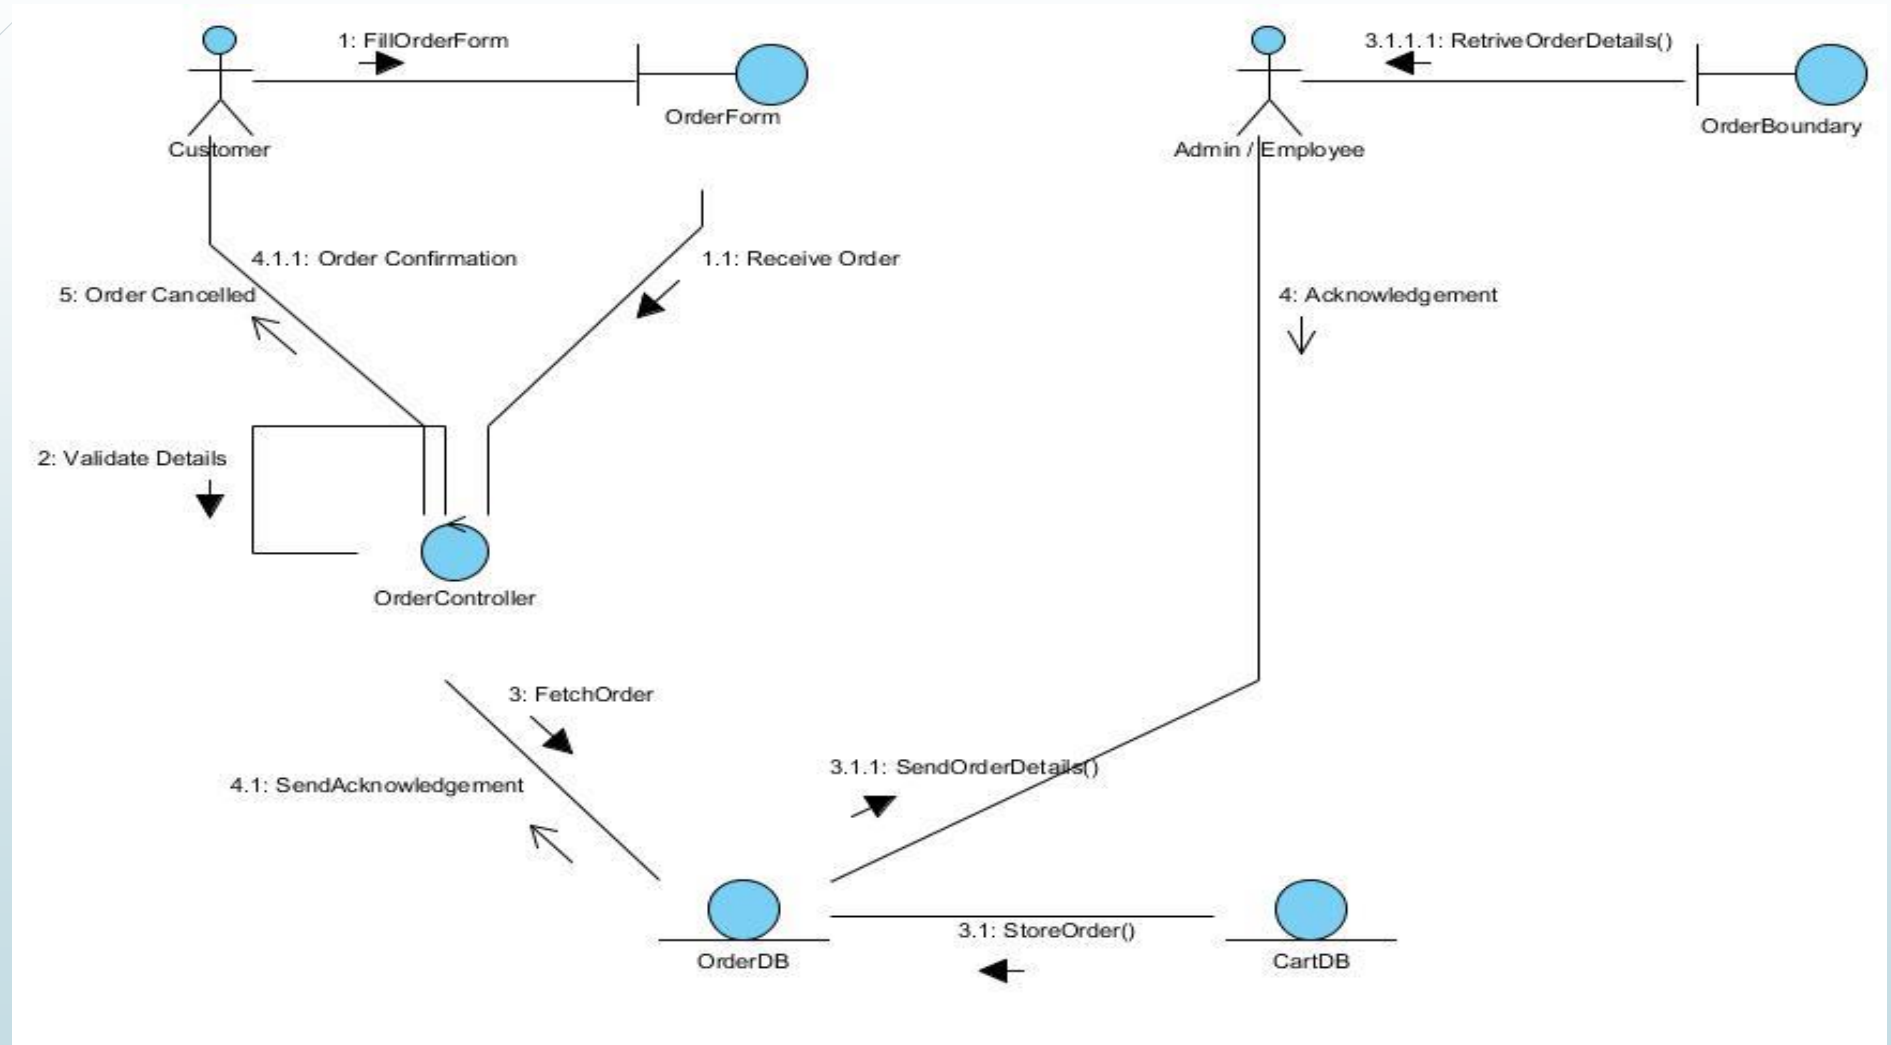 1: FillOrderForm
3.1.1.1: RetriveOrderDetails()
OrderForm
OrderBoundary
Customer
Admin / Employee
4.1.1: Order Confirmation
1.1: Receive Order
5: Order Cancelled
4: Acknowledgement
2: Validate Details
OrderController
3: FetchOrder
3.1.1: SendOrderDetails()
4.1: SendAcknowledgement
3.1: StoreOrder()
OrderDB
CartDB